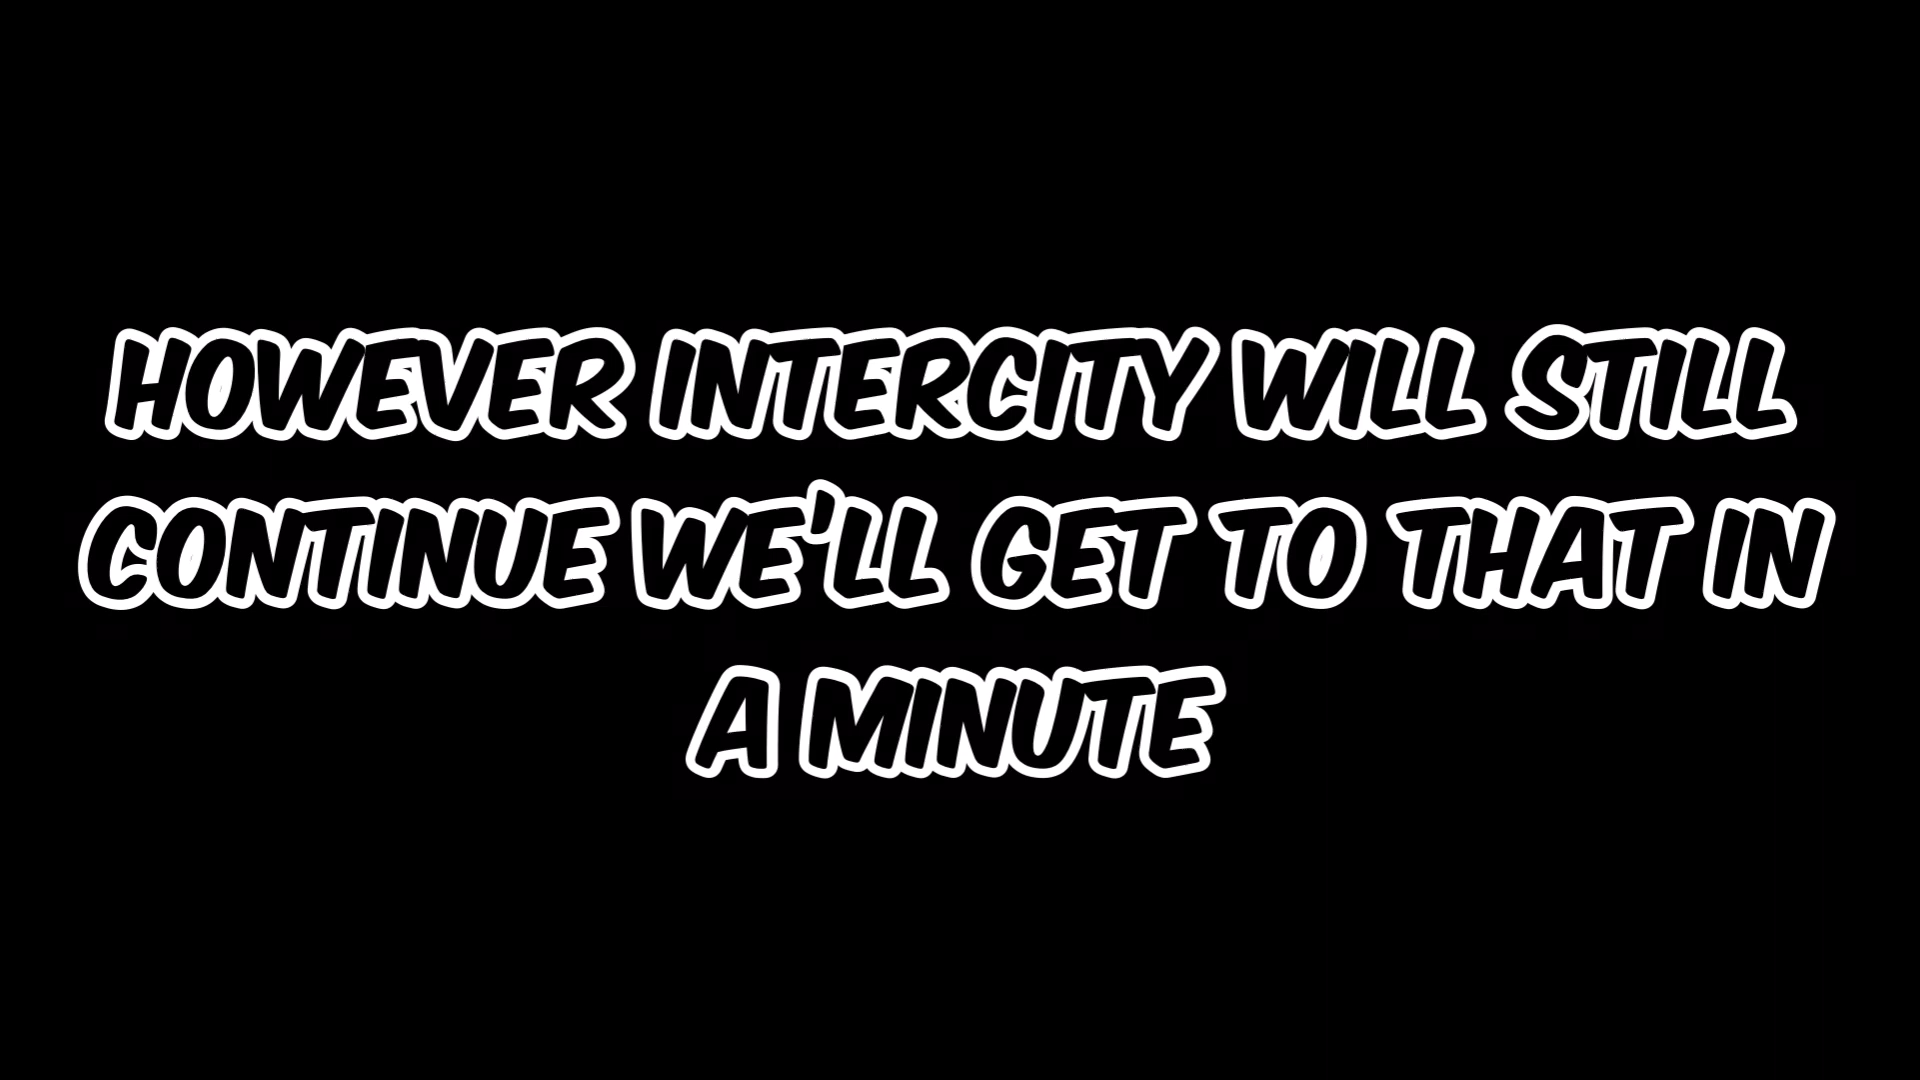 HOWEVER INTERCITY WILL STILL
CONTINUE WE'LL GET TO THAT IN
A MINUTE